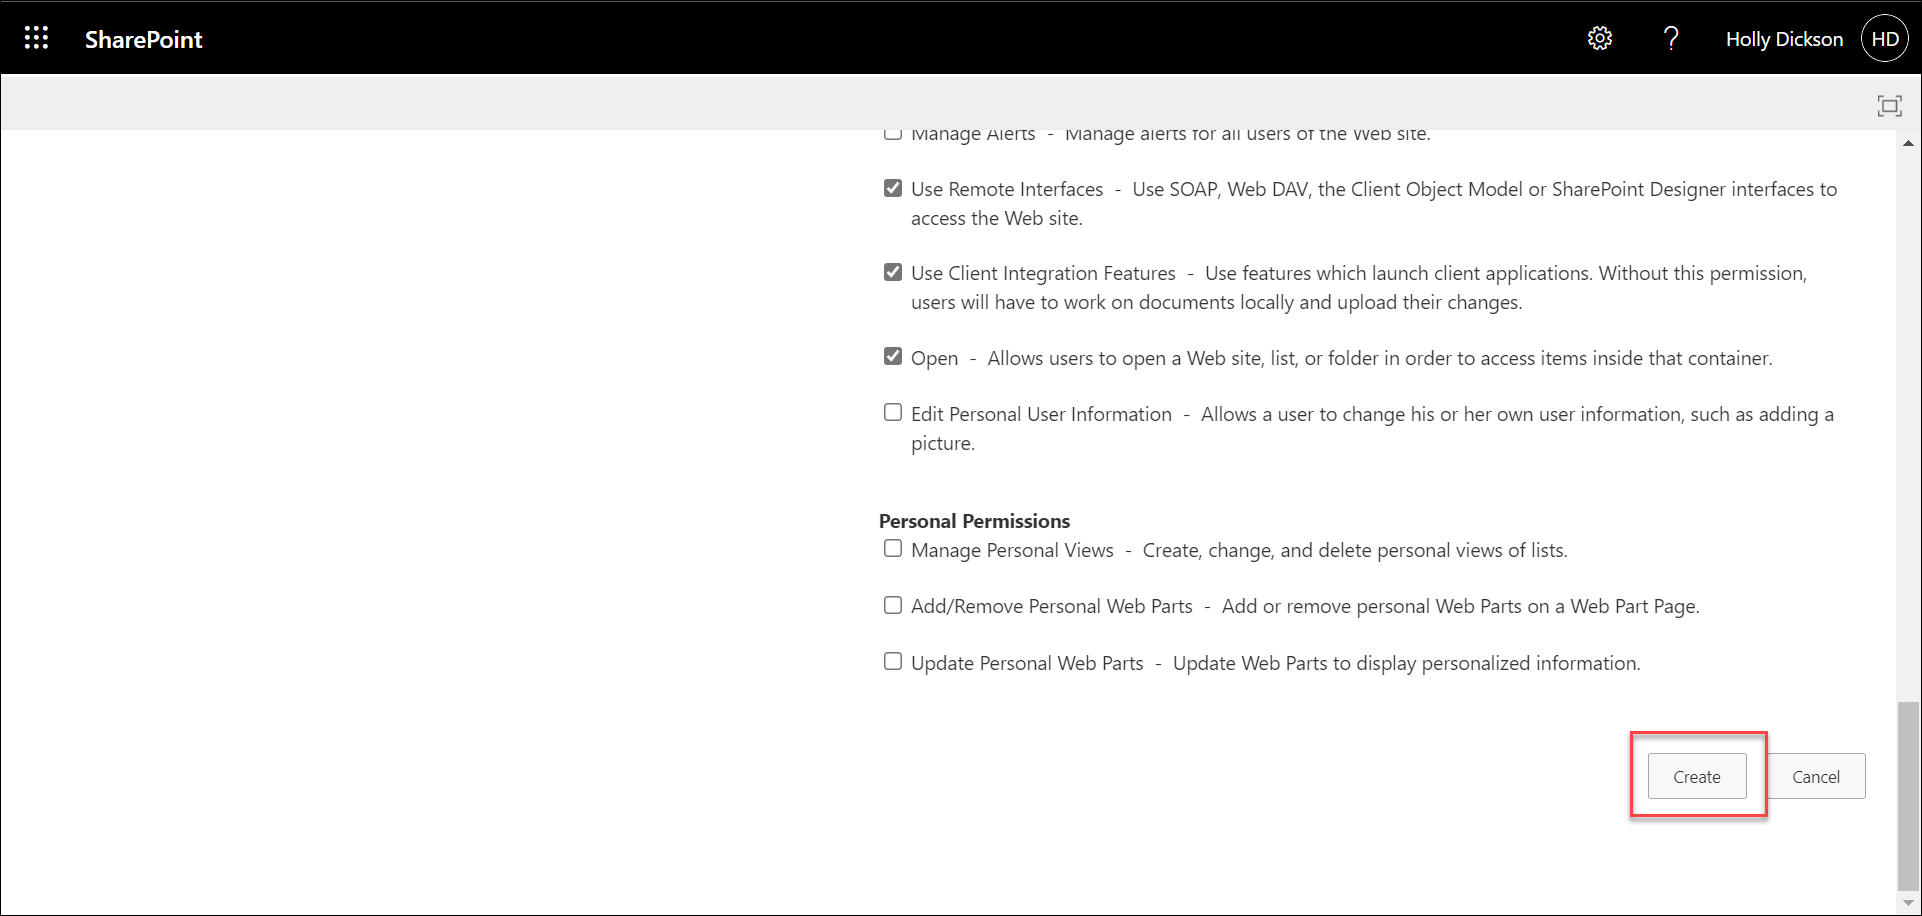 SharePoint
? Holly Dickson HD
Manage Alerts - Manage alerts for all users of the Web site.
Use Remote Interfaces - Use SOAP, Web DAV, the Client Object Model or SharePoint Designer interfaces to
access the Web site.
Use Client Integration Features - Use features which launch client applications. Without this permission,
users will have to work on documents locally and upload their changes.
Open - Allows users to open a Web site, list, or folder in order to access items inside that container.
Edit Personal User Information - Allows a user to change his or her own user information, such as adding a
picture.
Personal Permissions
Manage Personal Views - Create, change, and delete personal views of lists.
Add/Remove Personal Web Parts - Add or remove personal Web Parts on a Web Part Page.
Update Personal Web Parts - Update Web Parts to display personalized information.
Create Cancel